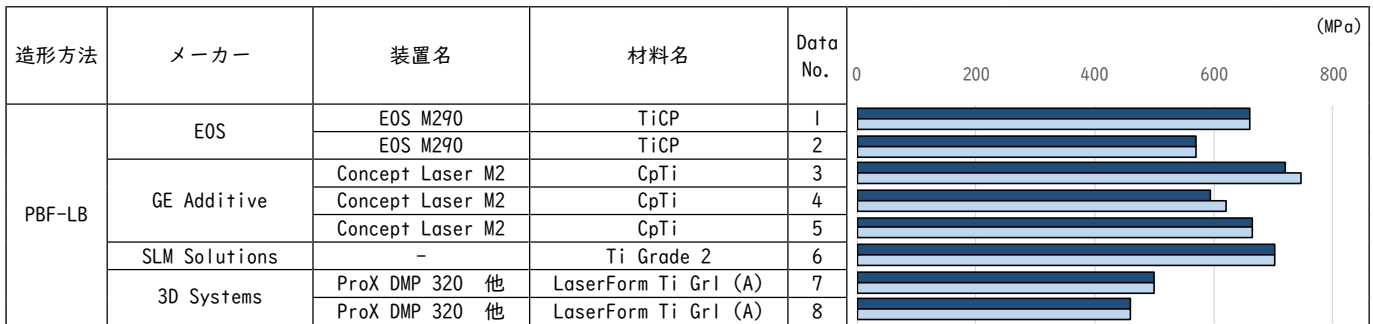 造形方法 メーカー 装置名 材料名 Data No. (MPa)
0 200 400 600 800
PBF-LB
EOS
EOS M290 TiCP 1
EOS M290 TiCP 2
GE Additive
Concept Laser M2 CpTi 3
Concept Laser M2 CpTi 4
Concept Laser M2 CpTi 5
SLM Solutions - Ti Grade 2 6
3D Systems
ProX DMP 320 他 LaserForm Ti Gr1 (A) 7
ProX DMP 320 他 LaserForm Ti Gr1 (A) 8